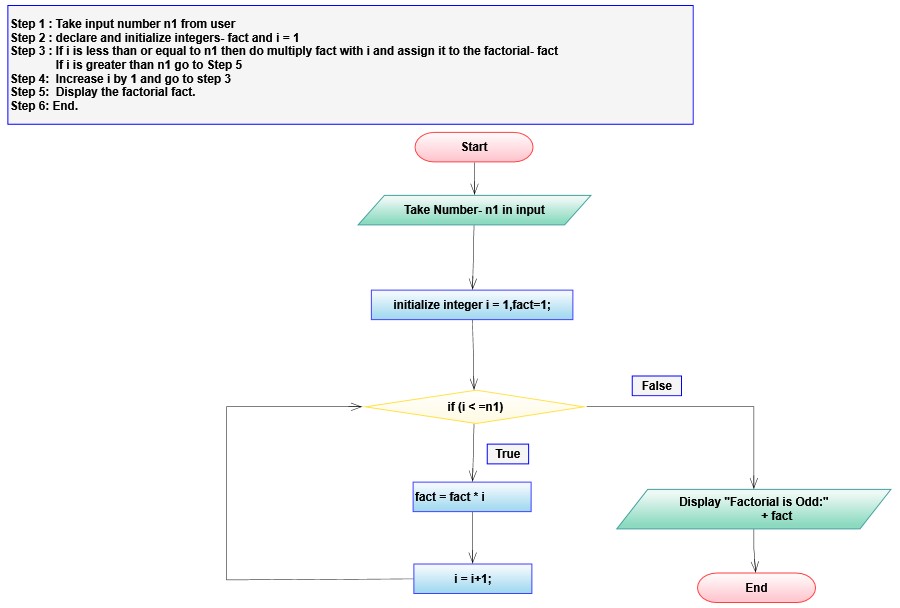 Step 1 : Take input number n1 from user
Step 2 : declare and initialize integers- fact and i = 1
Step 3 : If i is less than or equal to n1 then do multiply fact with i and assign it to the factorial- fact
If i is greater than n1 go to Step 5
Step 4: Increase i by 1 and go to step 3
Step 5: Display the factorial fact.
Step 6: End.
Start
Take Number- n1 in input
initialize integer i = 1,fact=1;
False
if (i < =n1)
True
fact = fact * i
Display "Factorial is Odd:"
+ fact
i = i+1;
End